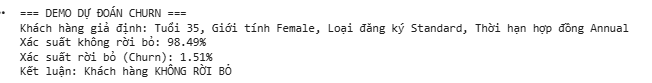 === DEMO DỰ ĐOÁN CHURN ===
Khách hàng giả định: Tuổi 35, Giới tính Female, Loại đăng ký Standard, Thời hạn hợp đồng Annual
Xác suất không rời bỏ: 98.49%
Xác suất rời bỏ (Churn): 1.51%
Kết luận: Khách hàng KHÔNG RỜI BỎ